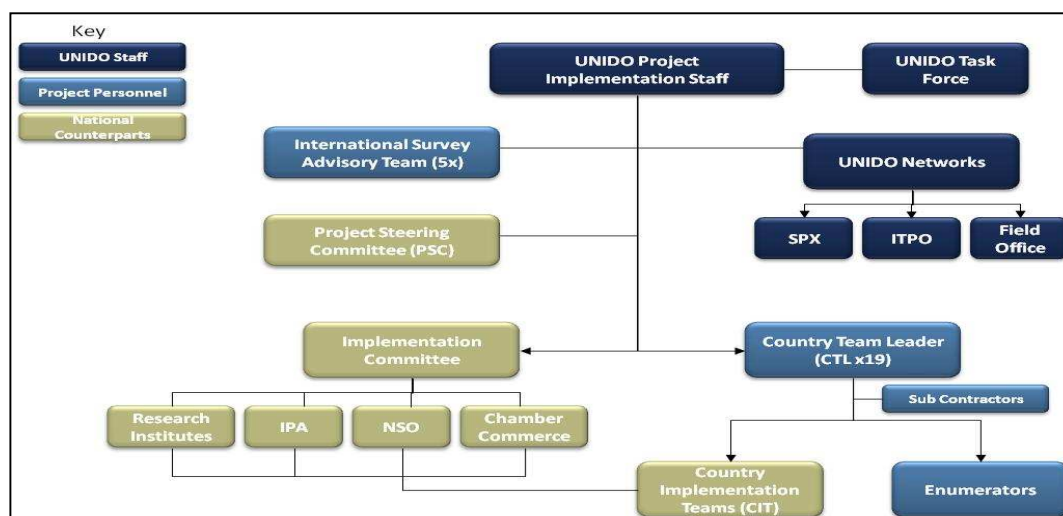 Key
UNIDO Staff
Project Personnel
National
Counterparts
UNIDO Project
Implementation Staff
UNIDO Task
Force
International Survey
Advisory Team (5x)
UNIDO Networks
Project Steering
Committee (PSC)
SPX
ITPO
Field
Office
Implementation
Committee
Country Team Leader
(CTL x19)
Sub Contractors
Research
Institutes
IPA
NSO
Chamber
Commerce
Country
Implementation
Teams (CIT)
Enumerators